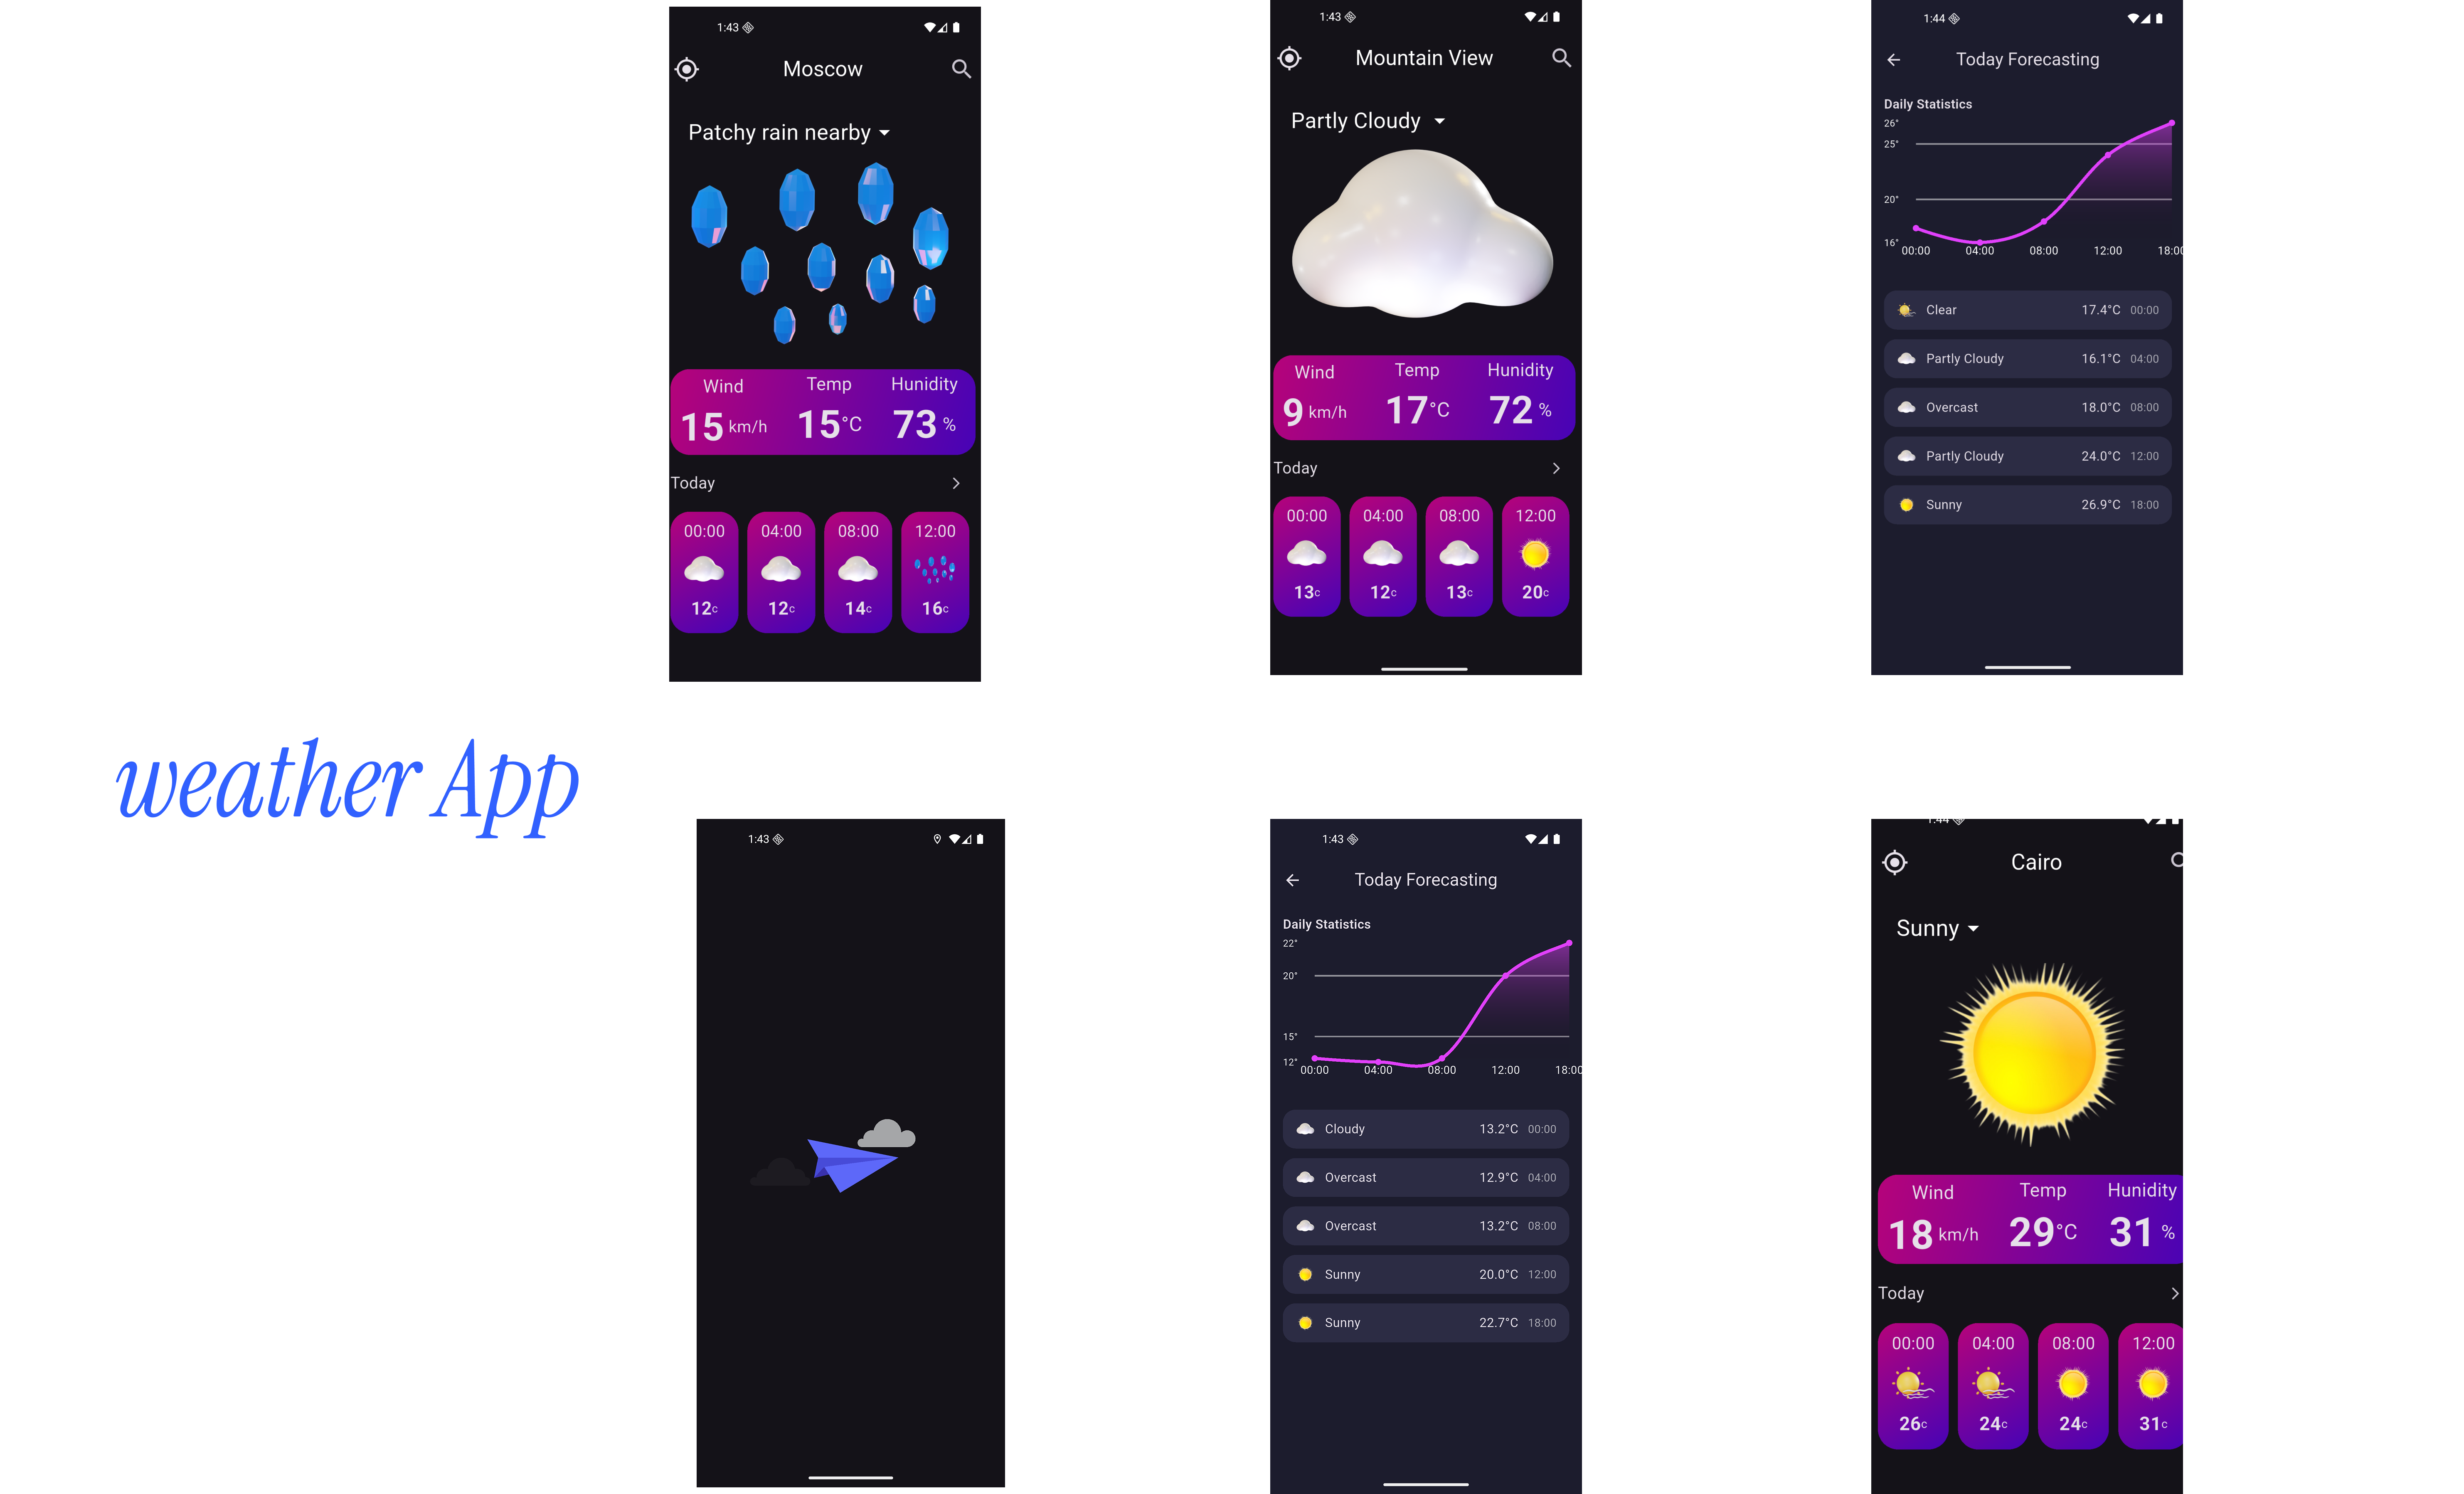 1:43
Moscow
Patchy rain nearby
Wind Temp Hunidity
15 km/h 15°C 73 %
Today
00:00 04:00 08:00 12:00
12c 12c 14c 16c
1:43
Mountain View
Partly Cloudy
Wind Temp Hunidity
9 km/h 17°C 72 %
Today
00:00 04:00 08:00 12:00
13c 12c 13c 20c
1:44
Today Forecasting
Daily Statistics
26°
25°
20°
16°
00:00 04:00 08:00 12:00 18:00
Clear 17.4°C 00:00
Partly Cloudy 16.1°C 04:00
Overcast 18.0°C 08:00
Partly Cloudy 24.0°C 12:00
Sunny 26.9°C 18:00
weather App
1:43
1:43
Today Forecasting
Daily Statistics
22°
20°
15°
12°
00:00 04:00 08:00 12:00 18:00
Cloudy 13.2°C 00:00
Overcast 12.9°C 04:00
Overcast 13.2°C 08:00
Sunny 20.0°C 12:00
Sunny 22.7°C 18:00
1:44
Cairo
Sunny
Wind Temp Hunidity
18 km/h 29°C 31 %
Today
00:00 04:00 08:00 12:00
26c 24c 24c 31c